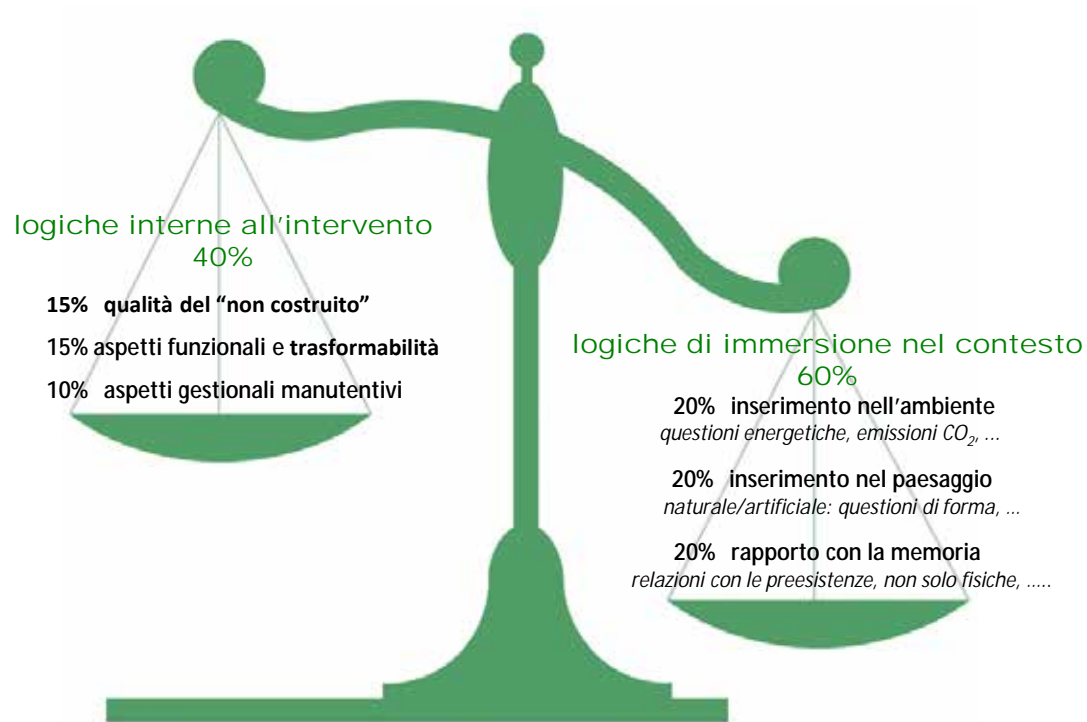 logiche interne all'intervento
40%
15% qualità del “non costruito”
15% aspetti funzionali e trasformabilità
10% aspetti gestionali manutentivi
logiche di immersione nel contesto
60%
20% inserimento nell'ambiente
questioni energetiche, emissioni CO₂, ...
20% inserimento nel paesaggio
naturale/artificiale: questioni di forma, ...
20% rapporto con la memoria
relazioni con le preesistenze, non solo fisiche, .....